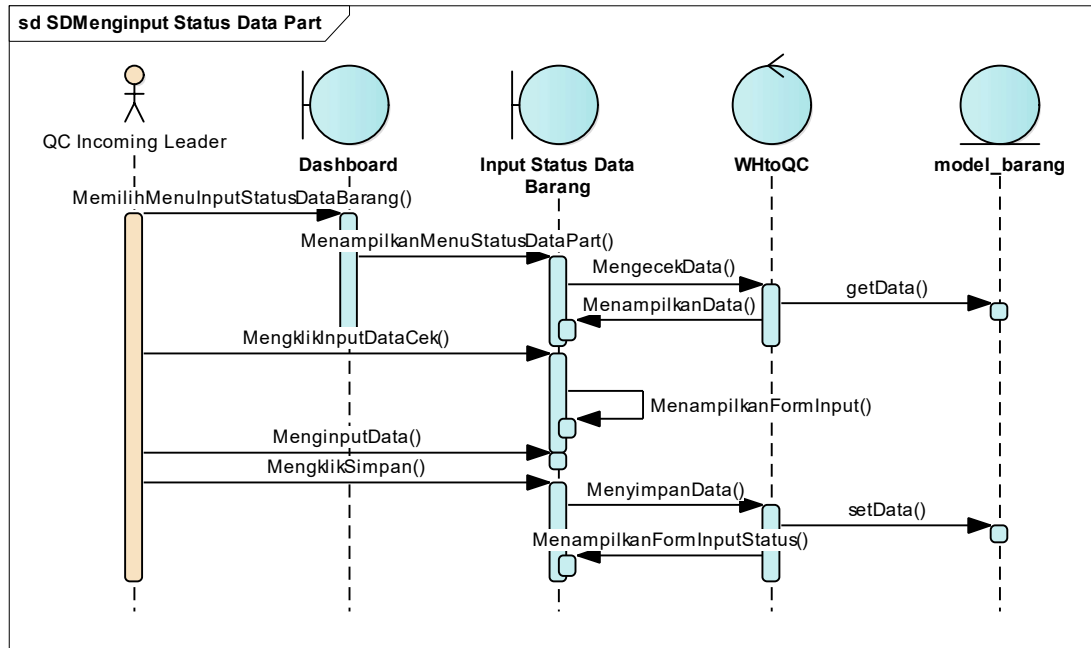 sd SDMenginput Status Data Part
QC Incoming Leader
Dashboard
Input Status Data
Barang
WHtoQC
model_barang
MemilihMenuInputStatusDataBarang()
MenampilkanMenuStatusDataPart()
MengecekData()
getData()
MenampilkanData()
MengklikInputDataCek()
MenampilkanFormInput()
MenginputData()
MengklikSimpan()
MenyimpanData()
setData()
MenampilkanFormInputStatus()